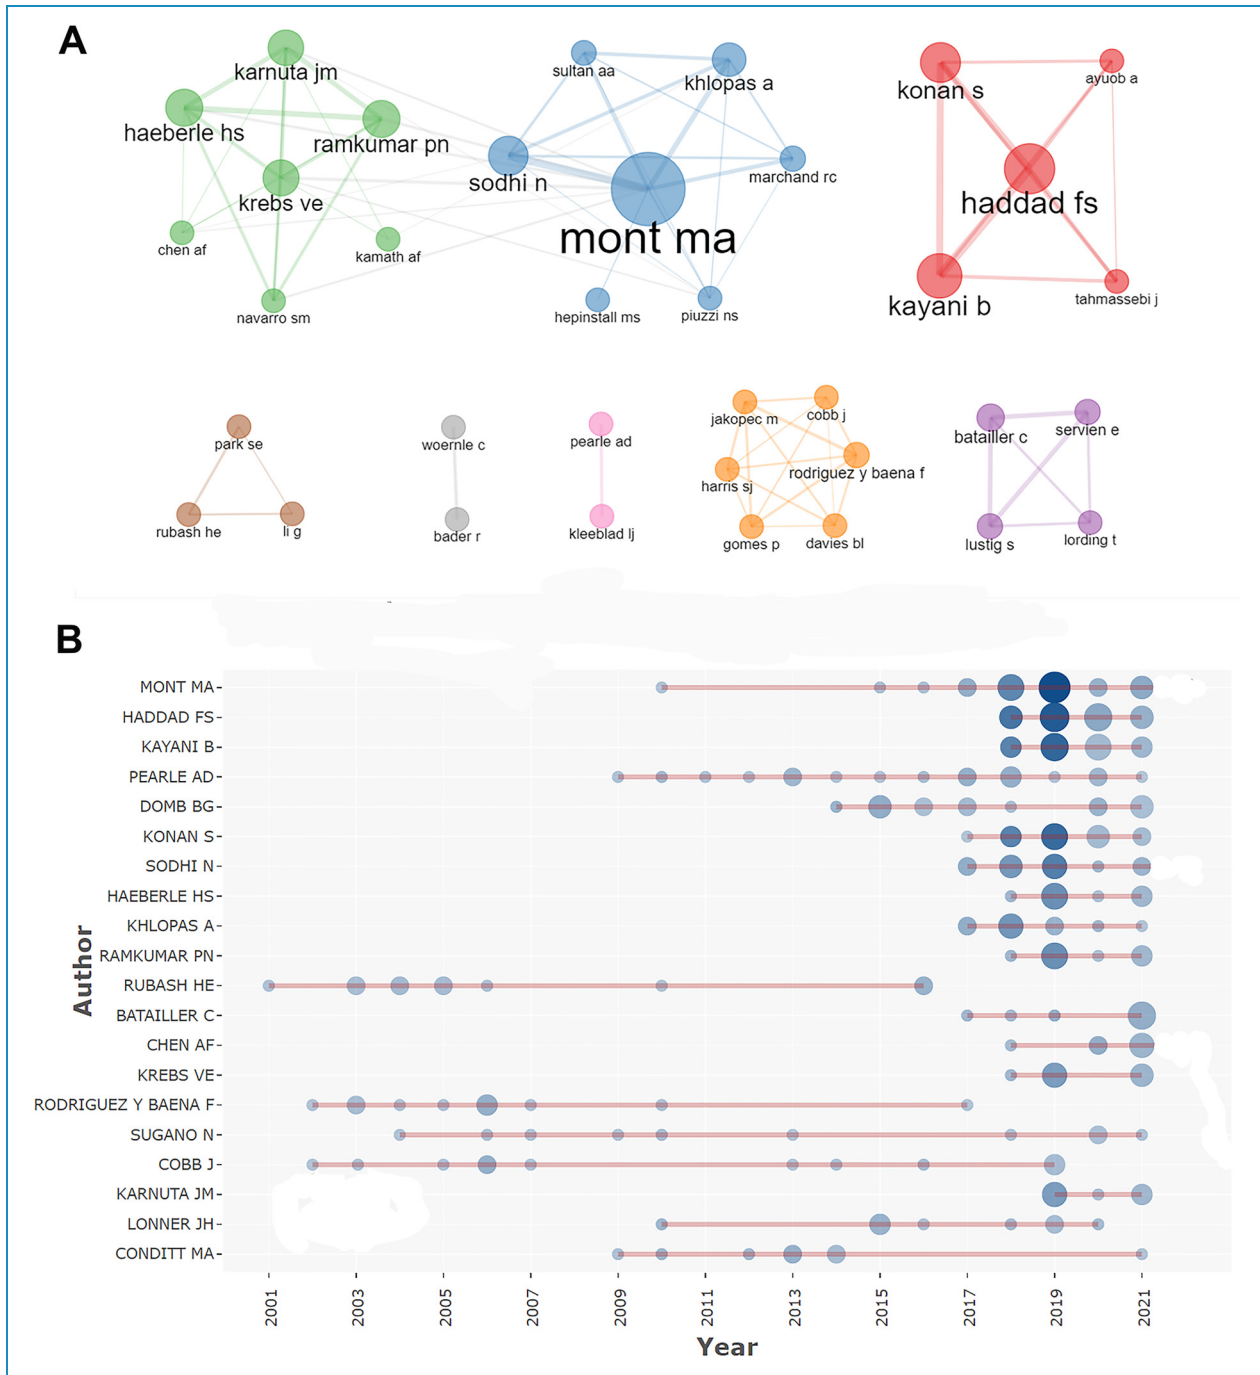 A
karnuta jm
haeberle hs
ramkumar pn
krebs ve
chen af
kamath af
navarro sm
sultan aa
khlopas a
sodhi n
marchand rc
mont ma
hepinstall ms
piuzzi ns
konan s
ayuob a
haddad fs
kayani b
tahmassebi j
park se
rubash he
li g
woernle c
bader r
pearle ad
kleeblad lj
jakopec m
cobb j
harris sj
rodriguez y baena f
gomes p
davies bl
batailler c
servien e
lustig s
lording t
B
Author
MONT MA
HADDAD FS
KAYANI B
PEARLE AD
DOMB BG
KONAN S
SODHI N
HAEBERLE HS
KHLOPAS A
RAMKUMAR PN
RUBASH HE
BATAILLER C
CHEN AF
KREBS VE
RODRIGUEZ Y BAENA F
SUGANO N
COBB J
KARNUTA JM
LONNER JH
CONDITT MA
2001
2003
2005
2007
2009
2011
2013
2015
2017
2019
2021
Year